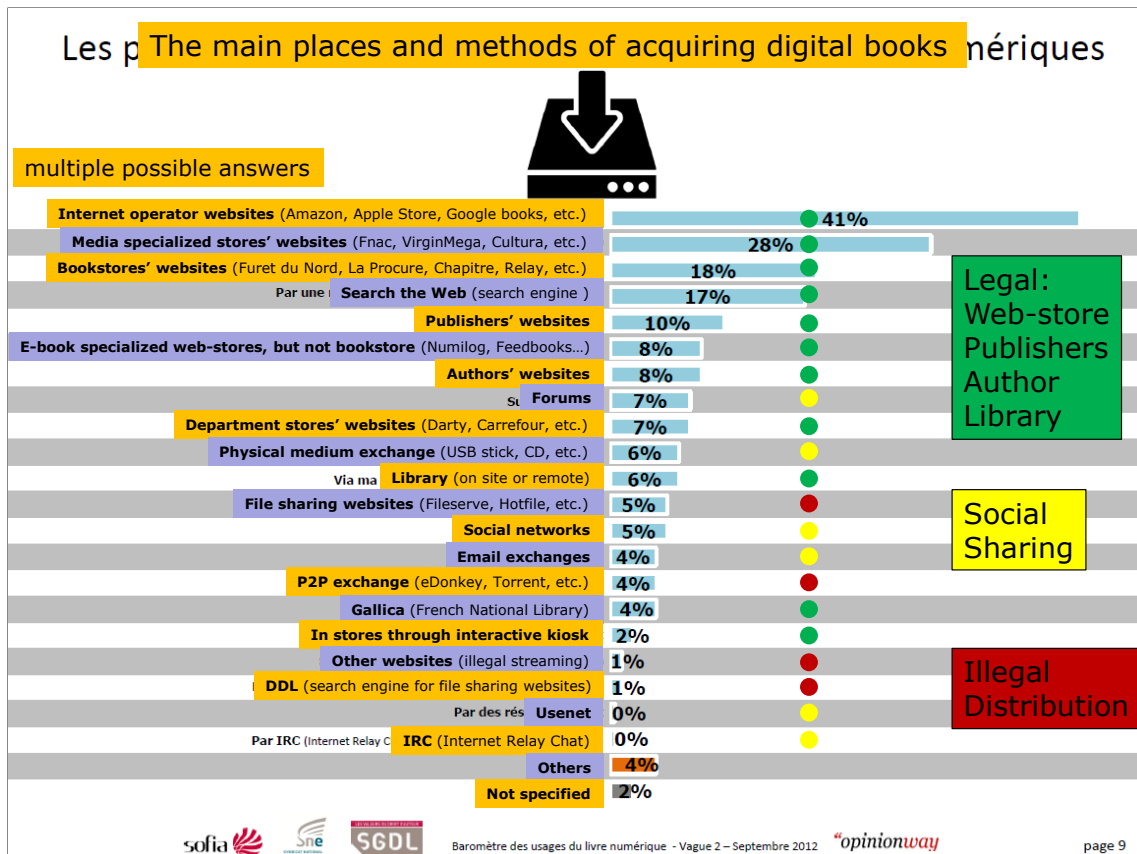 Les p The main places and methods of acquiring digital books mériques
multiple possible answers
Internet operator websites (Amazon, Apple Store, Google books, etc.) 41%
Media specialized stores’ websites (Fnac, VirginMega, Cultura, etc.) 28%
Bookstores’ websites (Furet du Nord, La Procure, Chapitre, Relay, etc.) 18%
Par une Search the Web (search engine ) 17%
Publishers’ websites 10%
E-book specialized web-stores, but not bookstore (Numilog, Feedbooks…) 8%
Authors’ websites 8%
Su Forums 7%
Department stores’ websites (Darty, Carrefour, etc.) 7%
Physical medium exchange (USB stick, CD, etc.) 6%
Via ma Library (on site or remote) 6%
File sharing websites (Fileserve, Hotfile, etc.) 5%
Social networks 5%
Email exchanges 4%
P2P exchange (eDonkey, Torrent, etc.) 4%
Gallica (French National Library) 4%
In stores through interactive kiosk 2%
Other websites (illegal streaming) 1%
DDL (search engine for file sharing websites) 1%
Par des rés Usenet 0%
Par IRC (Internet Relay C IRC (Internet Relay Chat) 0%
Others 4%
Not specified 2%
Legal:
Web-store
Publishers
Author
Library
Social
Sharing
Illegal
Distribution
sofia
Sne
SYNDICAT NATIONAL
SGDL
Baromètre des usages du livre numérique - Vague 2 – Septembre 2012
“opinionway
page 9